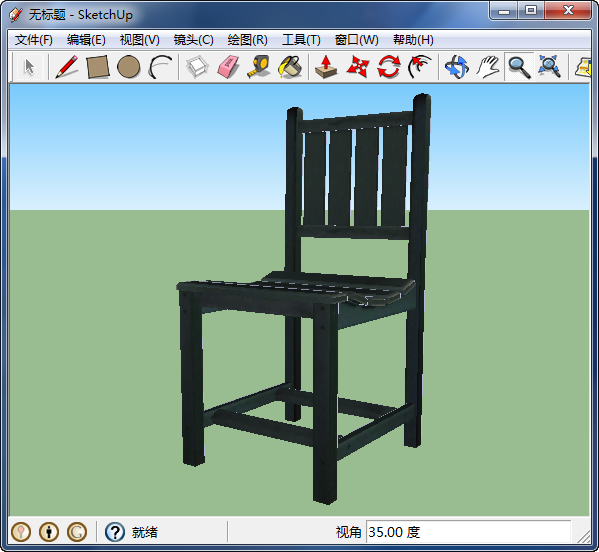 无标题 - SketchUp
文件(F) 编辑(E) 视图(V) 镜头(C) 绘图(R) 工具(T) 窗口(W) 帮助(H)
就绪 视角 35.00 度